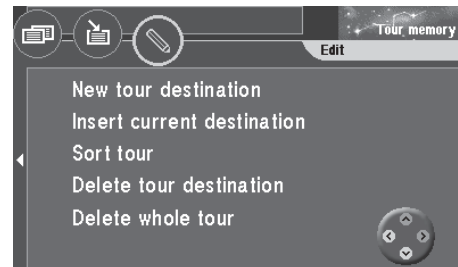 Tour memory
Edit
New tour destination
Insert current destination
Sort tour
Delete tour destination
Delete whole tour